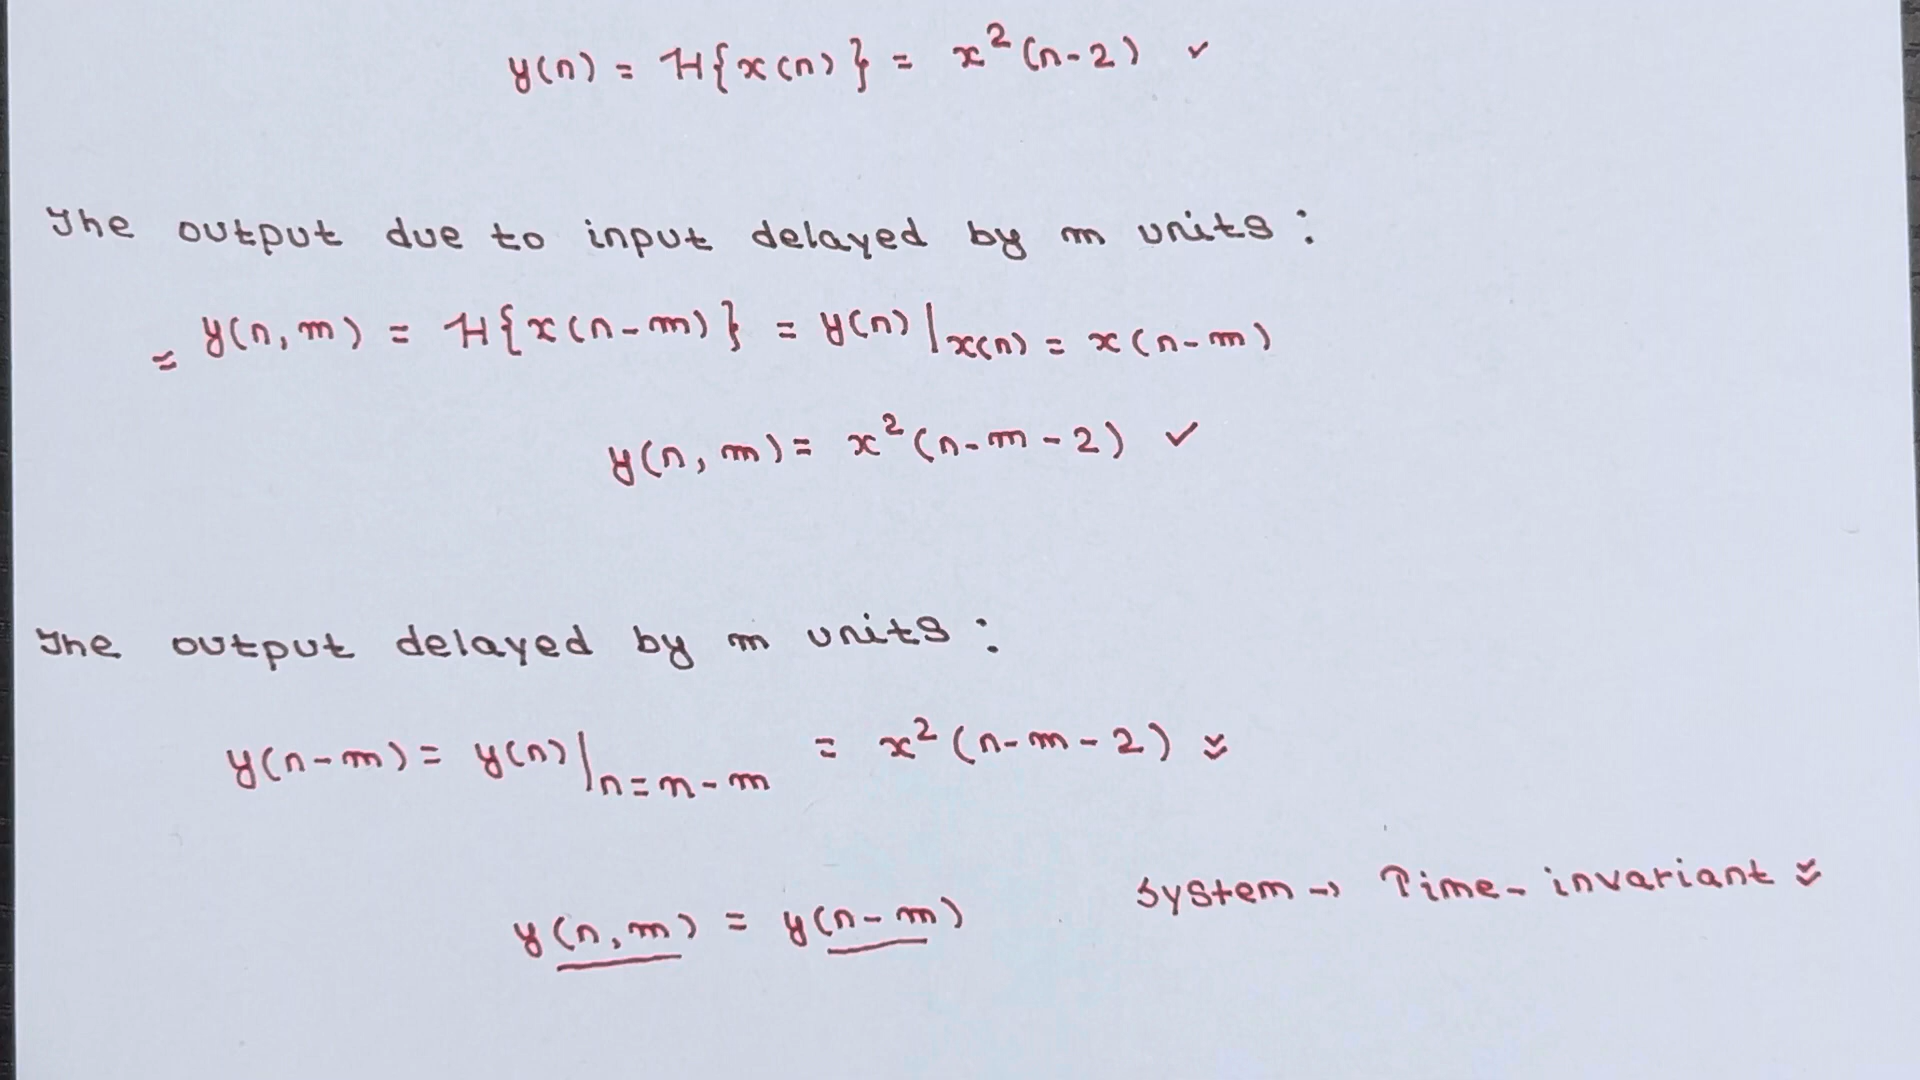 y(n) = H{x(n)} = x²(n-2) ✓
The output due to input delayed by m units :
= y(n, m) = H{x(n-m)} = y(n)|x(n) = x(n-m)
y(n, m) = x²(n-m-2) ✓
The output delayed by m units :
y(n-m) = y(n)|n=n-m = x²(n-m-2)
y(n, m) = y(n-m)
System → Time-invariant